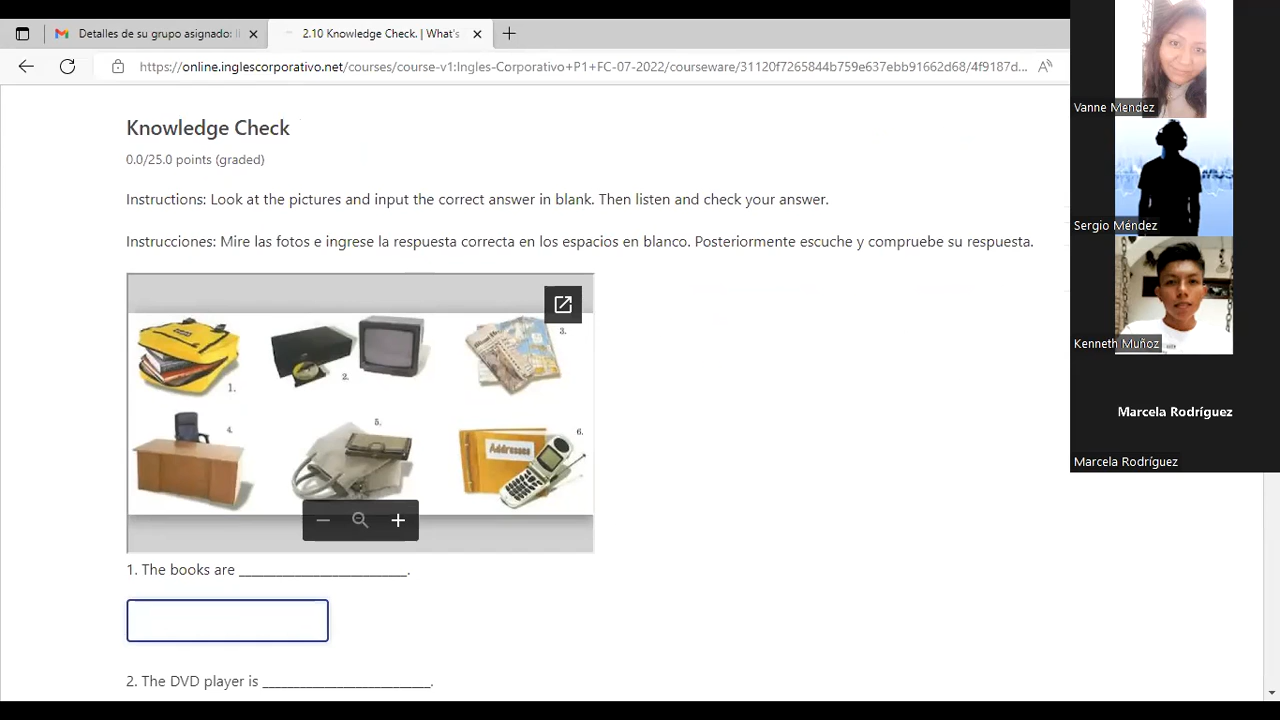 Detalles de su grupo asignado: I
2.10 Knowledge Check. | What's
https://online.inglescorporativo.net/courses/course-v1:Ingles-Corporativo+P1+FC-07-2022/courseware/31120f7265844b759e637ebb91662d68/4f9187d...
Knowledge Check
0.0/25.0 points (graded)
Instructions: Look at the pictures and input the correct answer in blank. Then listen and check your answer.
Instrucciones: Mire las fotos e ingrese la respuesta correcta en los espacios en blanco. Posteriormente escuche y compruebe su respuesta.
1.
2.
3.
4.
5.
6.
Addresses
1. The books are ________________________.
2. The DVD player is ________________________.
Vanne Mendez
Sergio Méndez
Kenneth Muñoz
Marcela Rodríguez
Marcela Rodríguez